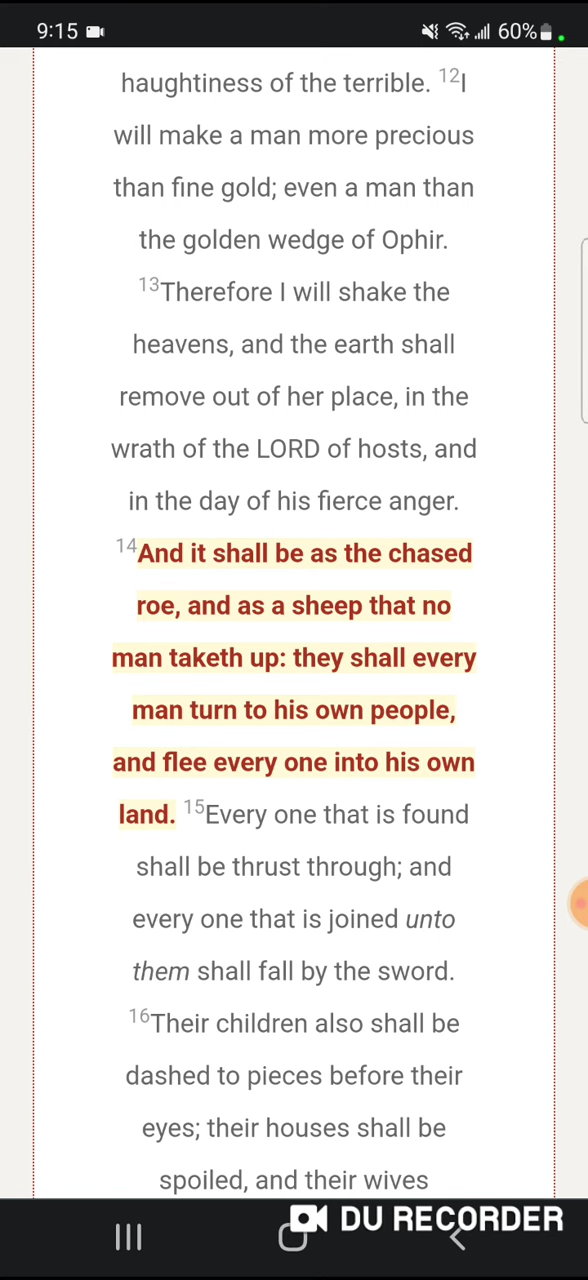 9:15
60%
haughtiness of the terrible. 12I
will make a man more precious
than fine gold; even a man than
the golden wedge of Ophir.
13Therefore I will shake the
heavens, and the earth shall
remove out of her place, in the
wrath of the LORD of hosts, and
in the day of his fierce anger.
14And it shall be as the chased
roe, and as a sheep that no
man taketh up: they shall every
man turn to his own people,
and flee every one into his own
land. 15Every one that is found
shall be thrust through; and
every one that is joined unto
them shall fall by the sword.
16Their children also shall be
dashed to pieces before their
eyes; their houses shall be
spoiled, and their wives
DU RECORDER